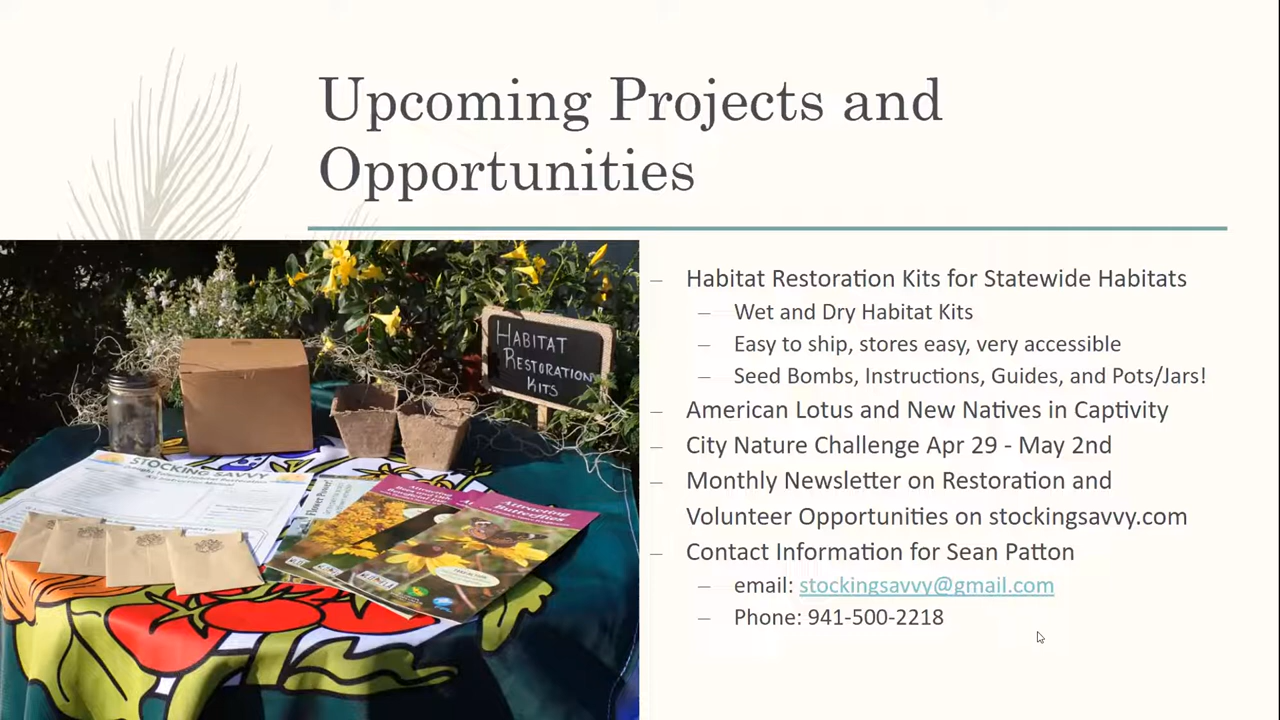 Upcoming Projects and
Opportunities
– Habitat Restoration Kits for Statewide Habitats
– Wet and Dry Habitat Kits
– Easy to ship, stores easy, very accessible
– Seed Bombs, Instructions, Guides, and Pots/Jars!
– American Lotus and New Natives in Captivity
– City Nature Challenge Apr 29 - May 2nd
– Monthly Newsletter on Restoration and
Volunteer Opportunities on stockingsavvy.com
– Contact Information for Sean Patton
– email: stockingsavvy@gmail.com
– Phone: 941-500-2218
HABITAT
RESTORATION
KITS
STOCKING SAVVY
Attracting
Butterflies